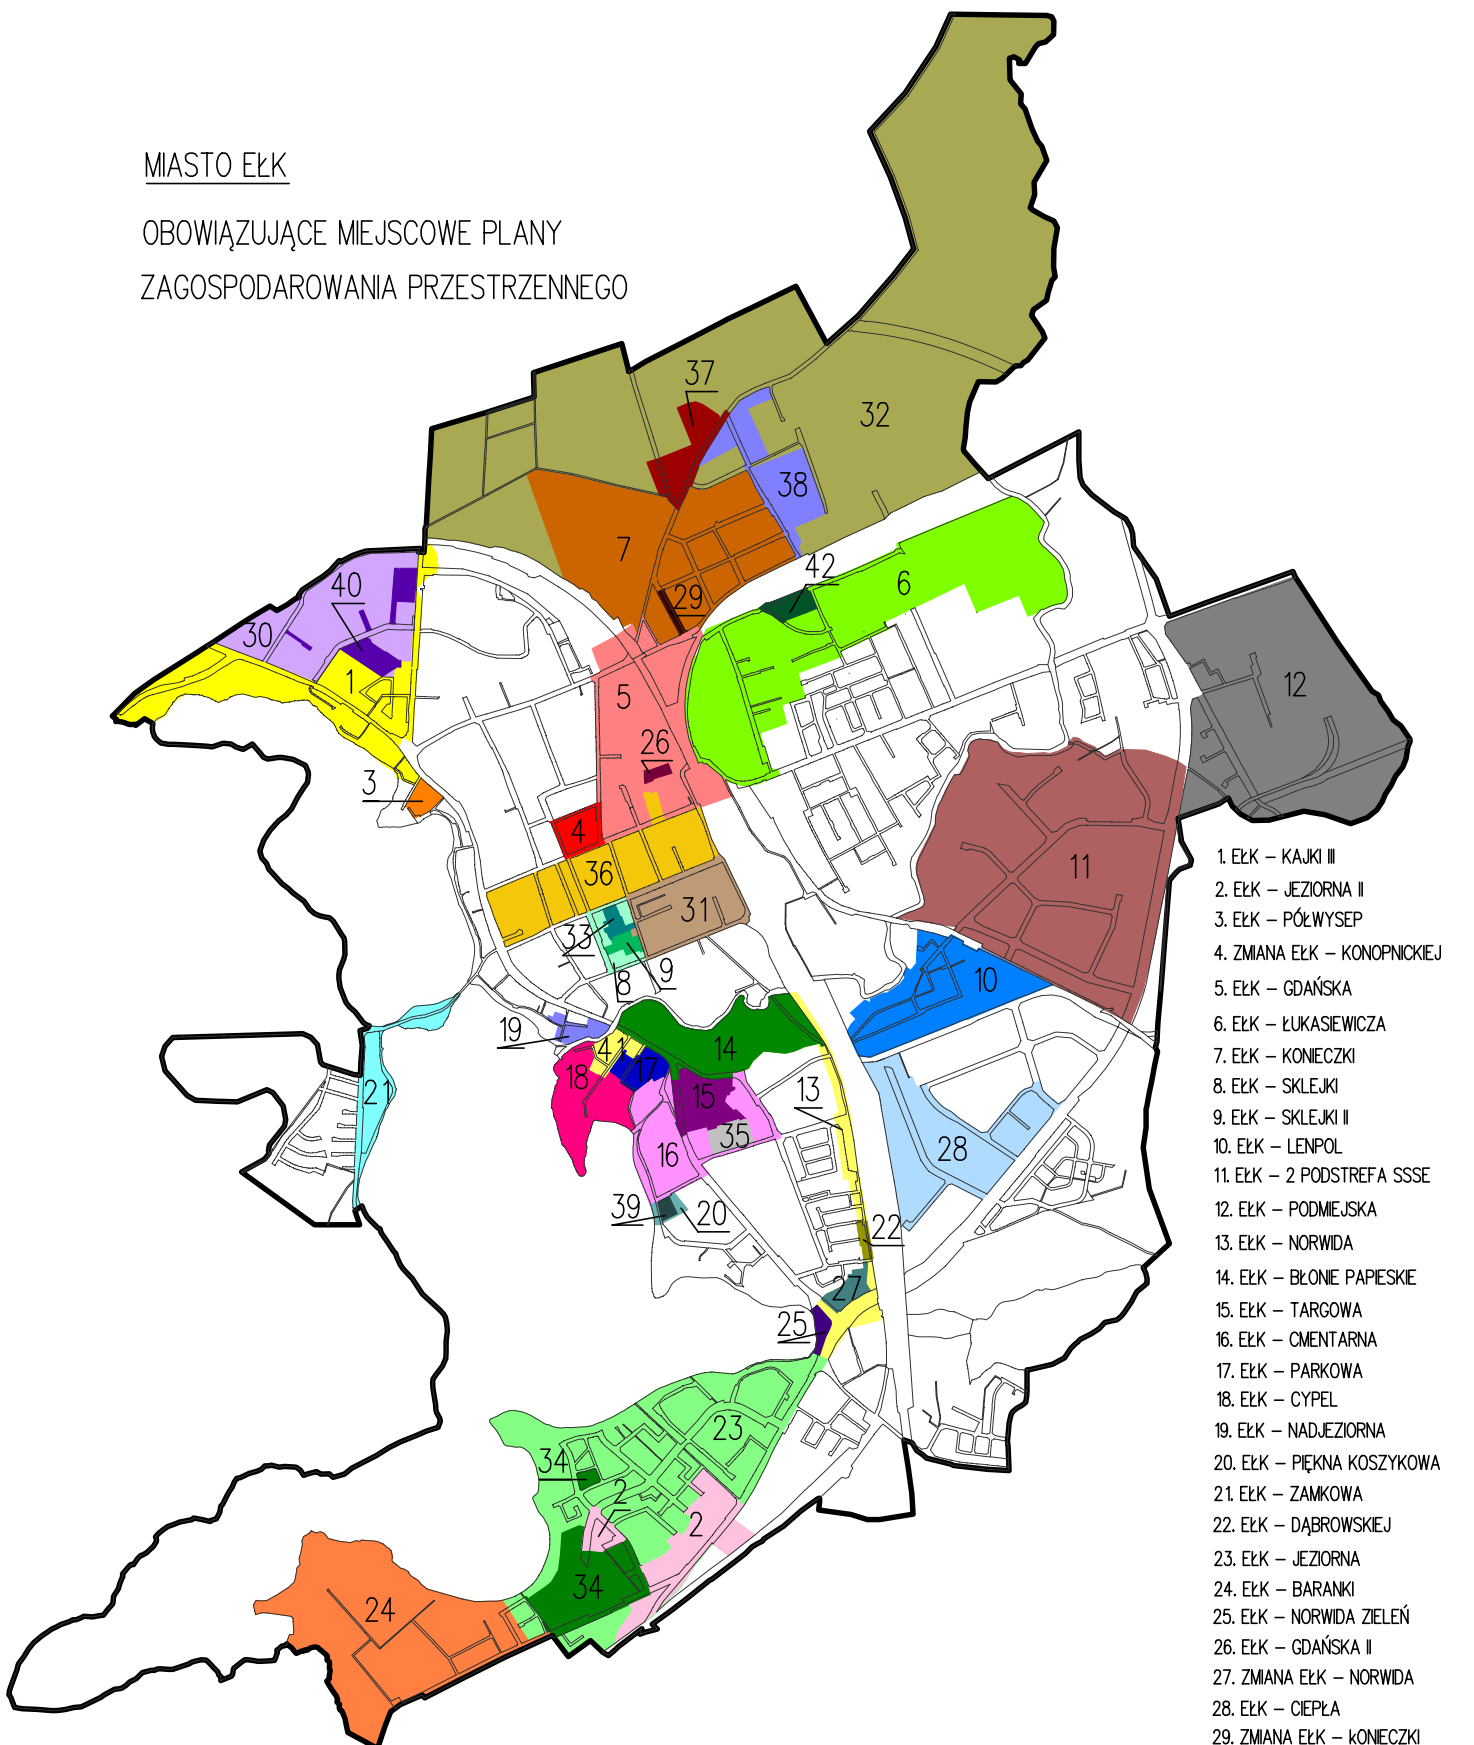 MIASTO EŁK
OBOWIĄZUJĄCE MIEJSCOWE PLANY
ZAGOSPODAROWANIA PRZESTRZENNEGO
37
32
38
7
42
6
40
29
30
1
5
12
26
3
4
11
36
31
33
8
9
10
19
41
14
18
17
21
15
13
35
16
28
39
20
22
27
25
23
34
2
2
34
24
1. EŁK – KAJKI III
2. EŁK – JEZIORNA II
3. EŁK – PÓŁWYSEP
4. ZMIANA EŁK – KONOPNICKIEJ
5. EŁK – GDAŃSKA
6. EŁK – ŁUKASIEWICZA
7. EŁK – KONIECZKI
8. EŁK – SKLEJKI
9. EŁK – SKLEJKI II
10. EŁK – LENPOL
11. EŁK – 2 PODSTREFA SSSE
12. EŁK – PODMIEJSKA
13. EŁK – NORWIDA
14. EŁK – BŁONIE PAPIESKIE
15. EŁK – TARGOWA
16. EŁK – CMENTARNA
17. EŁK – PARKOWA
18. EŁK – CYPEL
19. EŁK – NADJEZIORNA
20. EŁK – PIĘKNA KOSZYKOWA
21. EŁK – ZAMKOWA
22. EŁK – DĄBROWSKIEJ
23. EŁK – JEZIORNA
24. EŁK – BARANKI
25. EŁK – NORWIDA ZIELEŃ
26. EŁK – GDAŃSKA II
27. ZMIANA EŁK – NORWIDA
28. EŁK – CIEPŁA
29. ZMIANA EŁK – kONIECZKI